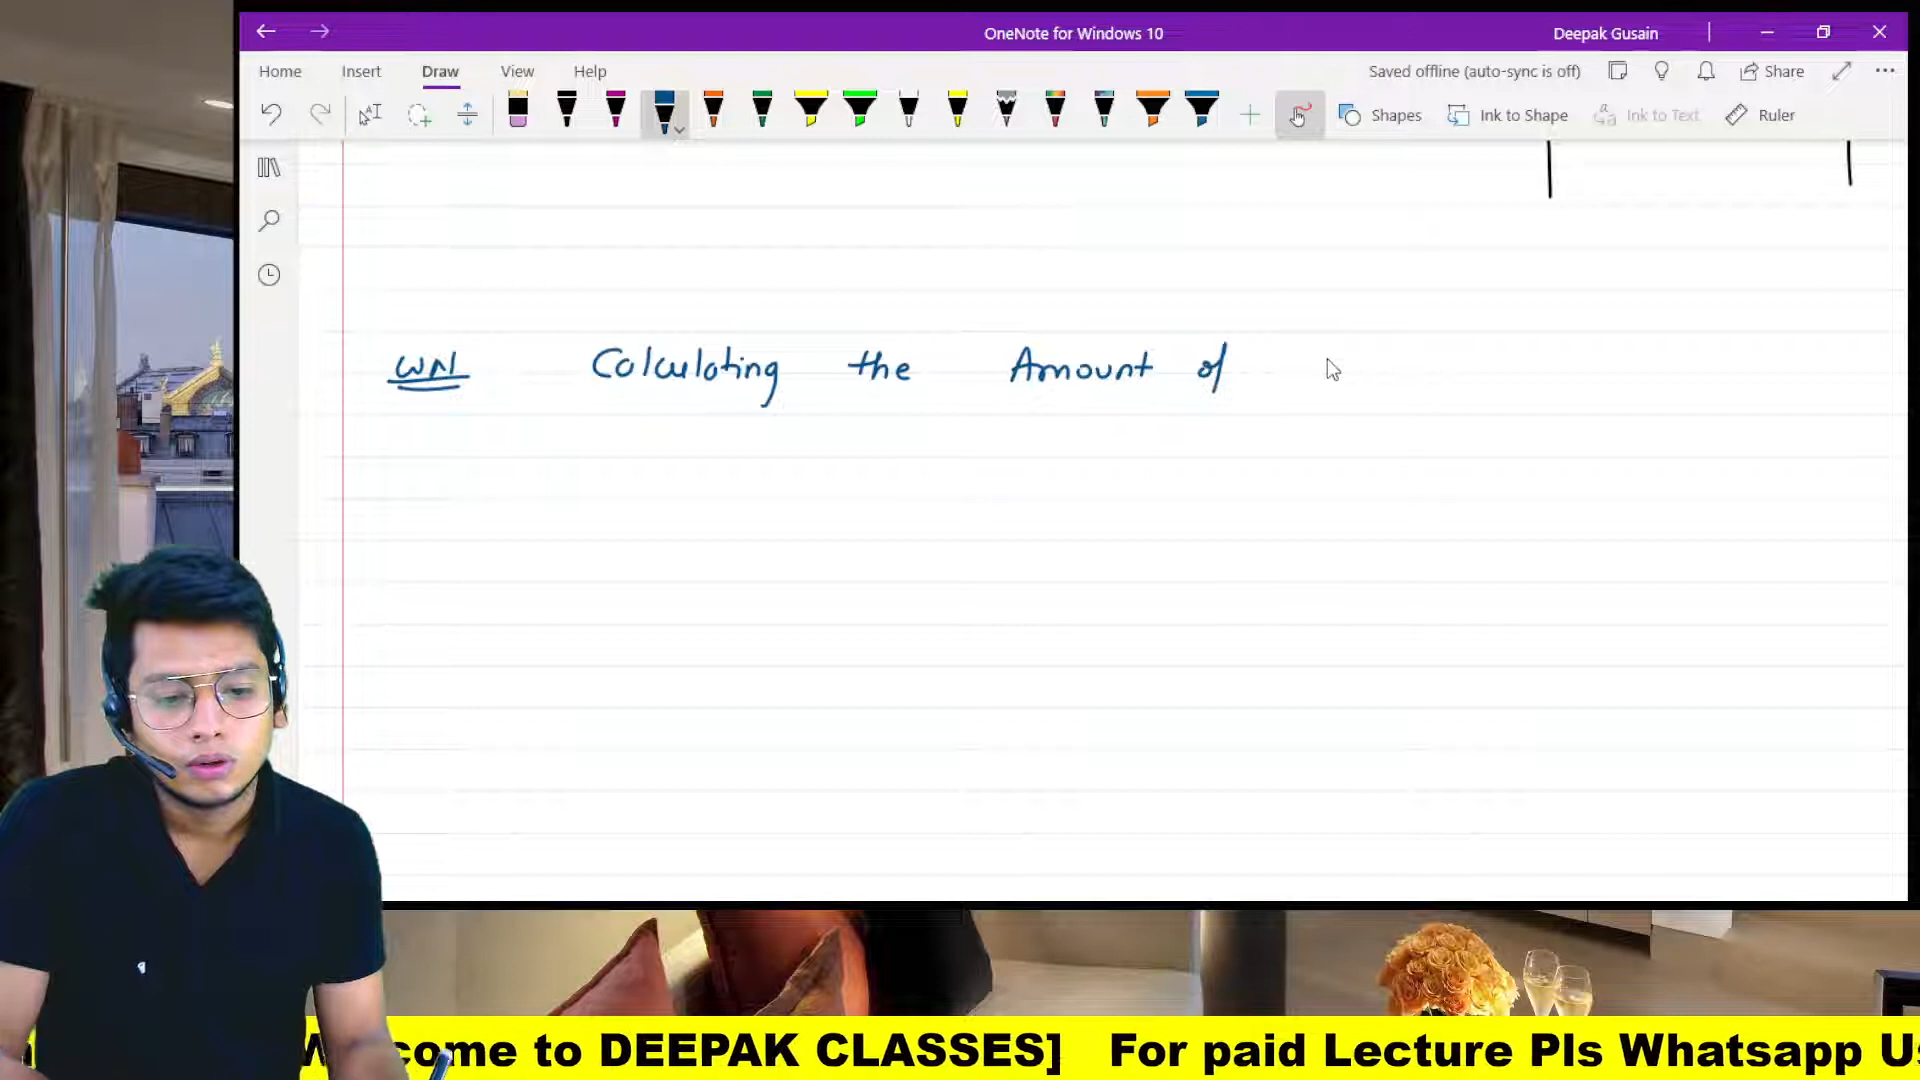 OneNote for Windows 10
Deepak Gusain
Home Insert Draw View Help
Saved offline (auto-sync is off)
Share
Shapes
Ink to Shape
Ink to Text
Ruler
WN Calculating the Amount of
come to DEEPAK CLASSES] For paid Lecture Pls Whatsapp